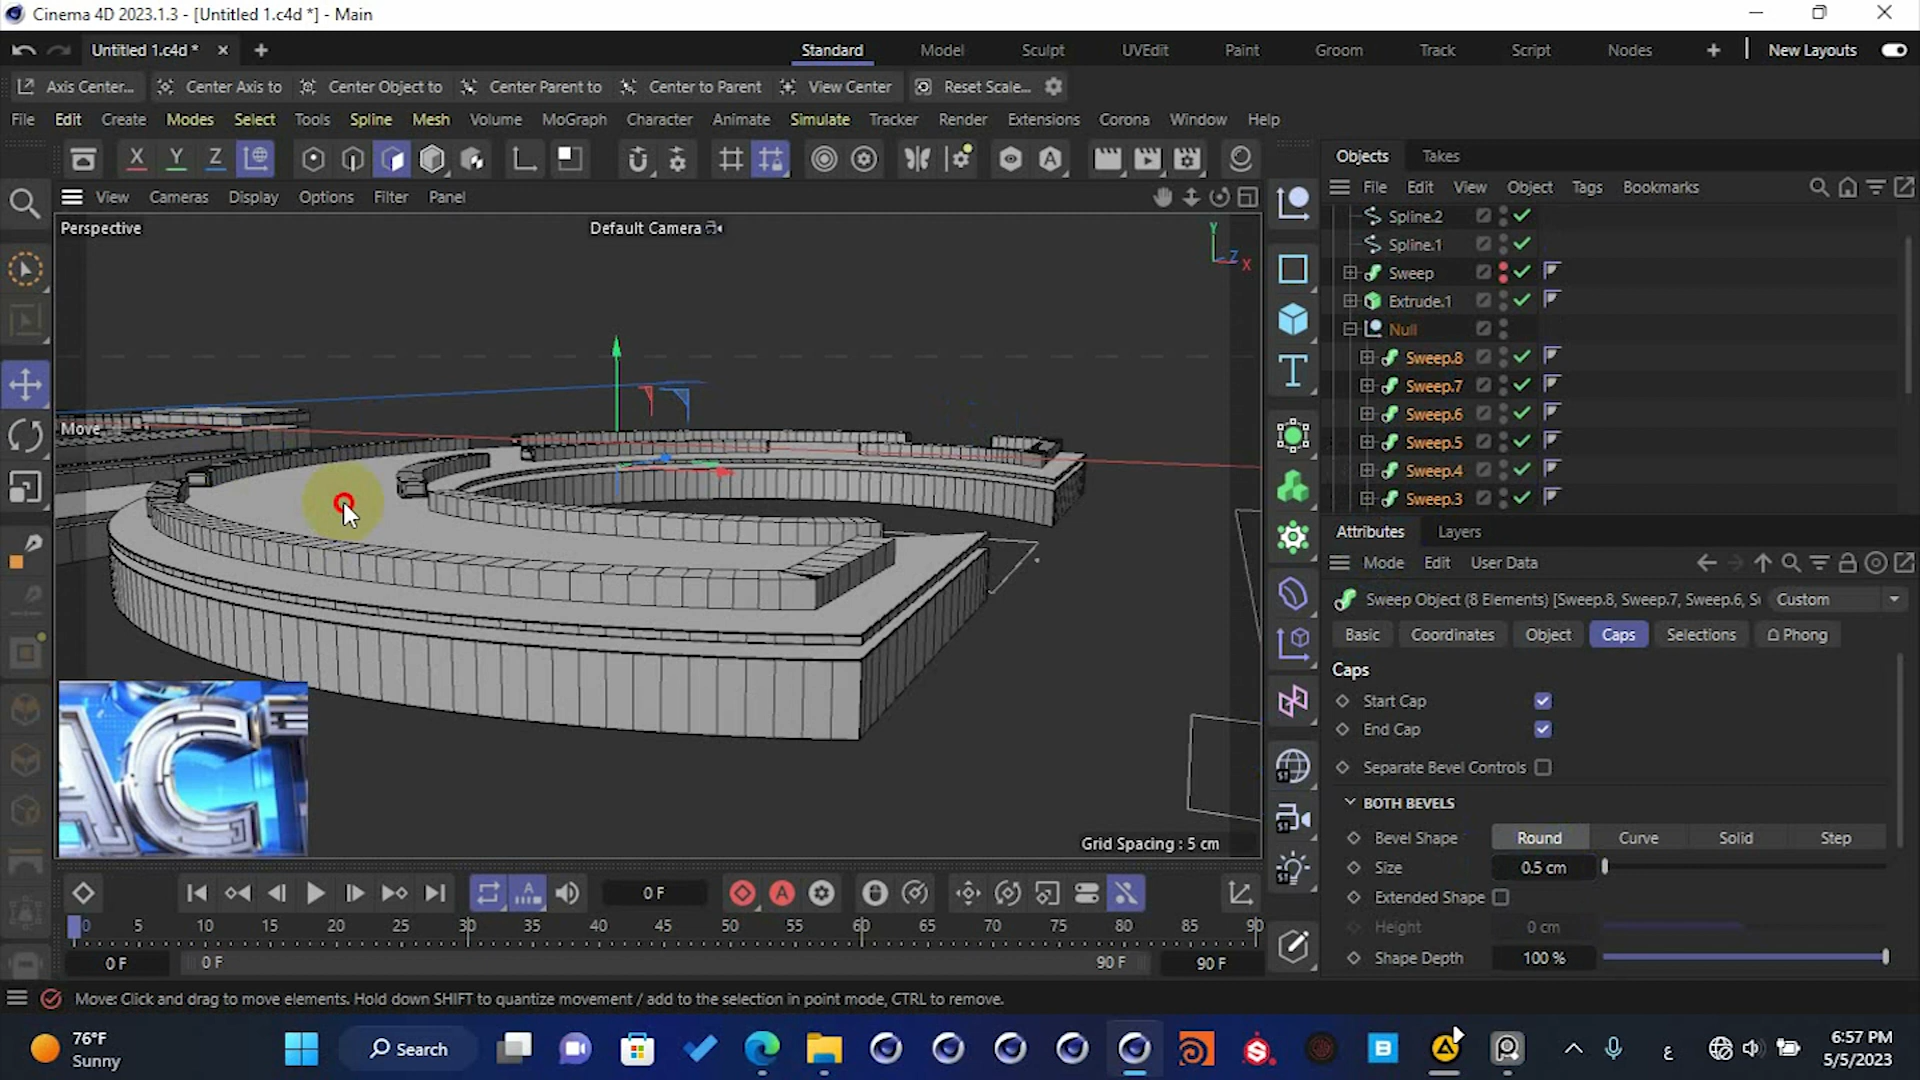 Cinema 4D 2023.1.3 - [Untitled 1.c4d *] - Main
Untitled 1.c4d *
Standard Model Sculpt UVEdit Paint Groom Track Script Nodes New Layouts
Axis Center... Center Axis to Center Object to Center Parent to Center to Parent View Center Reset Scale...
File Edit Create Modes Select Tools Spline Mesh Volume MoGraph Character Animate Simulate Tracker Render Extensions Corona Window Help
X Y Z
Objects Takes
File Edit View Object Tags Bookmarks
View Cameras Display Options Filter Panel
Perspective
Default Camera
Y
Z
X
Move
Grid Spacing : 5 cm
Spline.2
Spline.1
Sweep
Extrude.1
Null
Sweep.8
Sweep.7
Sweep.6
Sweep.5
Sweep.4
Sweep.3
Attributes Layers
Mode Edit User Data
Sweep Object (8 Elements) [Sweep.8, Sweep.7, Sweep.6, S Custom
Basic Coordinates Object Caps Selections Phong
Caps
Start Cap
End Cap
Separate Bevel Controls
BOTH BEVELS
Bevel Shape Round Curve Solid Step
Size 0.5 cm
Extended Shape
Height 0 cm
Shape Depth 100 %
AC
0 F
0 5 10 15 20 25 30 35 40 45 50 55 60 65 70 75 80 85 90
0 F 0 F 90 F 90 F
Move: Click and drag to move elements. Hold down SHIFT to quantize movement / add to the selection in point mode, CTRL to remove.
76°F
Sunny
Search
ع
6:57 PM
5/5/2023